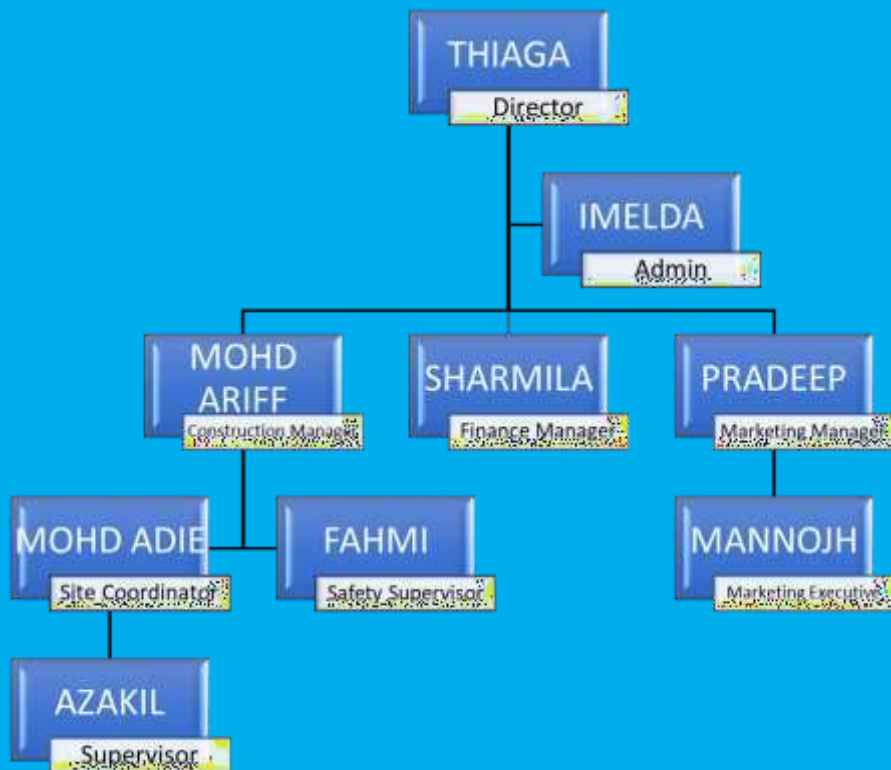 THIAGA
Director
IMELDA
Admin
MOHD
ARIFF
Construction Manager
SHARMILA
Finance Manager
PRADEEP
Marketing Manager
MOHD ADIE
Site Coordinator
FAHMI
Safety Supervisor
MANNOJH
Marketing Executive
AZAKIL
Supervisor